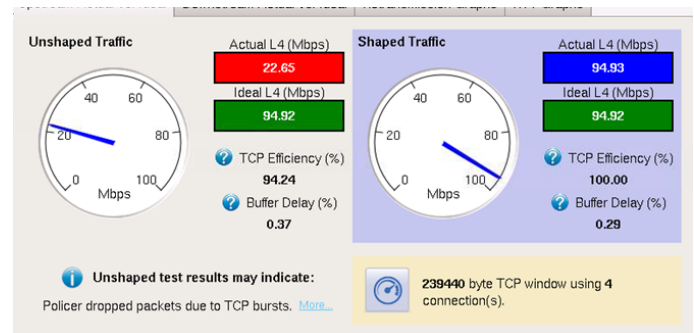 Unshaped Traffic
Actual L4 (Mbps)
22.65
Ideal L4 (Mbps)
94.92
0
20
40
60
80
100
Mbps
TCP Efficiency (%)
94.24
Buffer Delay (%)
0.37
Unshaped test results may indicate:
Policer dropped packets due to TCP bursts. More...
Shaped Traffic
Actual L4 (Mbps)
94.93
Ideal L4 (Mbps)
94.92
0
20
40
60
80
100
Mbps
TCP Efficiency (%)
100.00
Buffer Delay (%)
0.29
239440 byte TCP window using 4
connection(s).